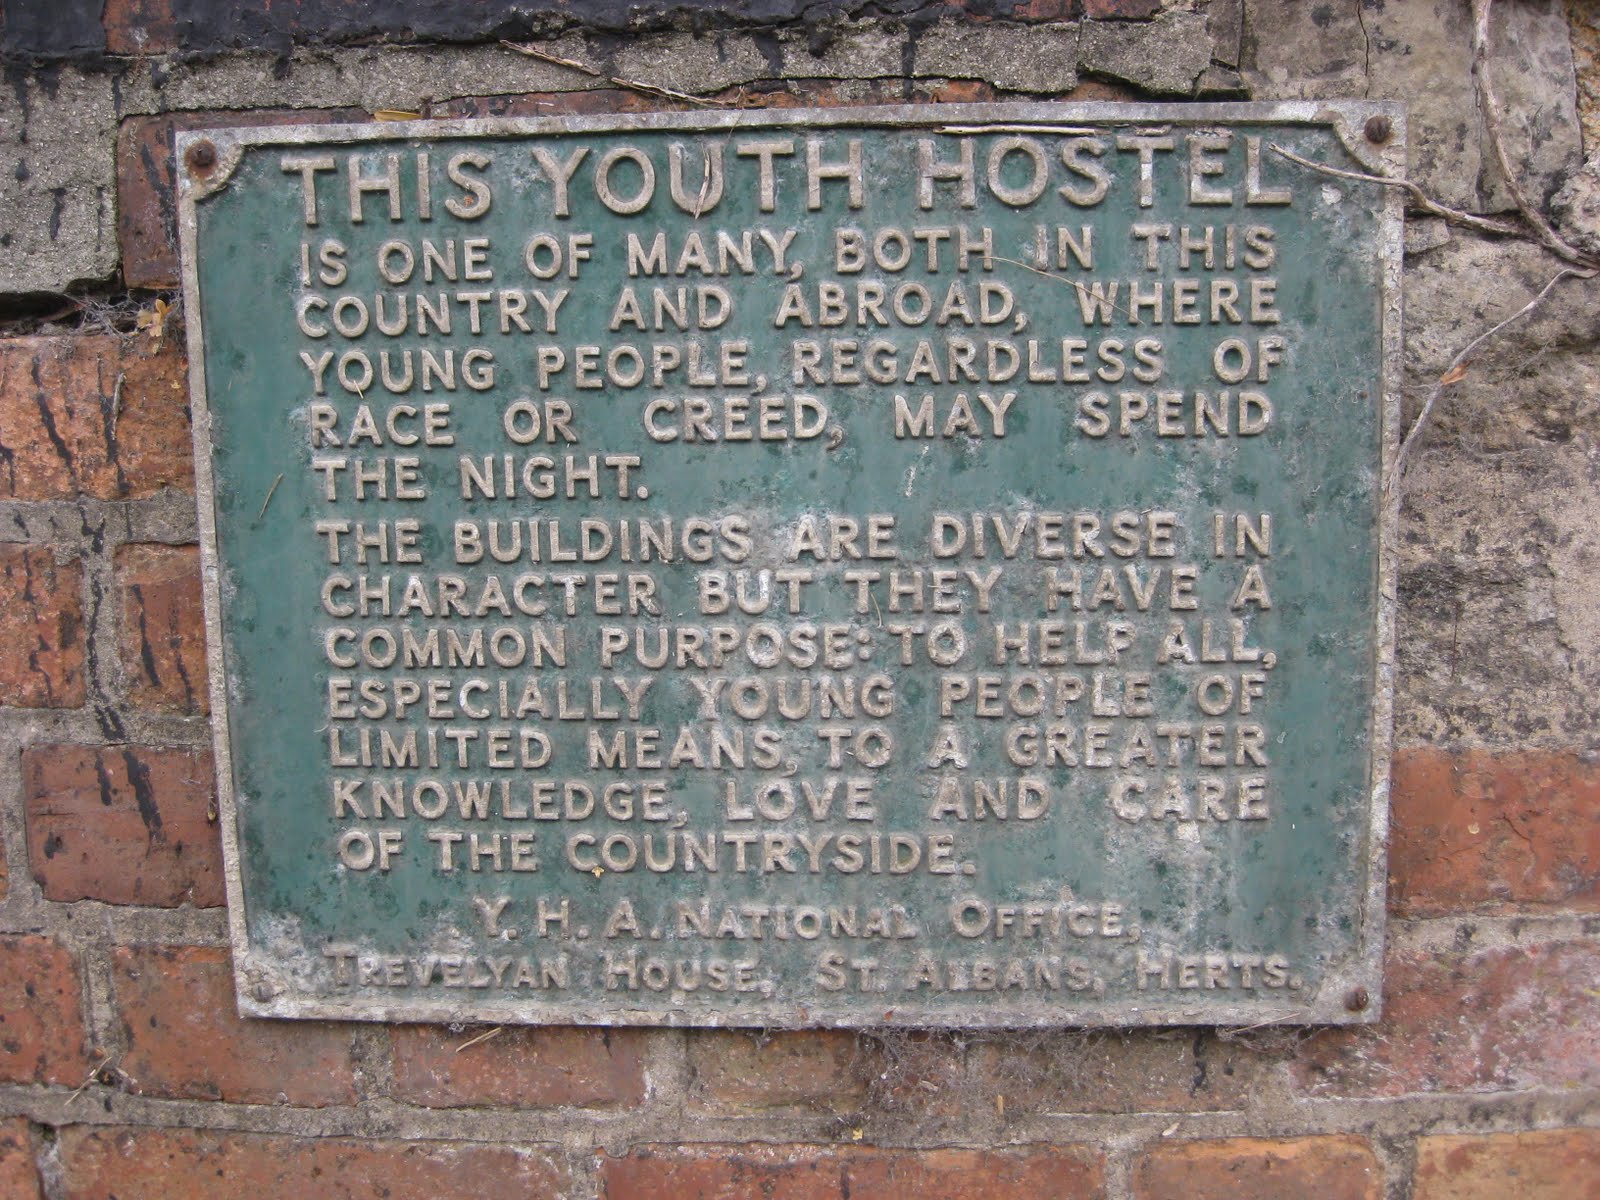 THIS YOUTH HOSTEL
IS ONE OF MANY, BOTH IN THIS
COUNTRY AND ABROAD, WHERE
YOUNG PEOPLE, REGARDLESS OF
RACE OR CREED, MAY SPEND
THE NIGHT.
THE BUILDINGS ARE DIVERSE IN
CHARACTER BUT THEY HAVE A
COMMON PURPOSE: TO HELP ALL,
ESPECIALLY YOUNG PEOPLE OF
LIMITED MEANS, TO A GREATER
KNOWLEDGE, LOVE AND CARE
OF THE COUNTRYSIDE.
Y. H. A. NATIONAL OFFICE,
TREVELYAN HOUSE, ST. ALBANS, HERTS.